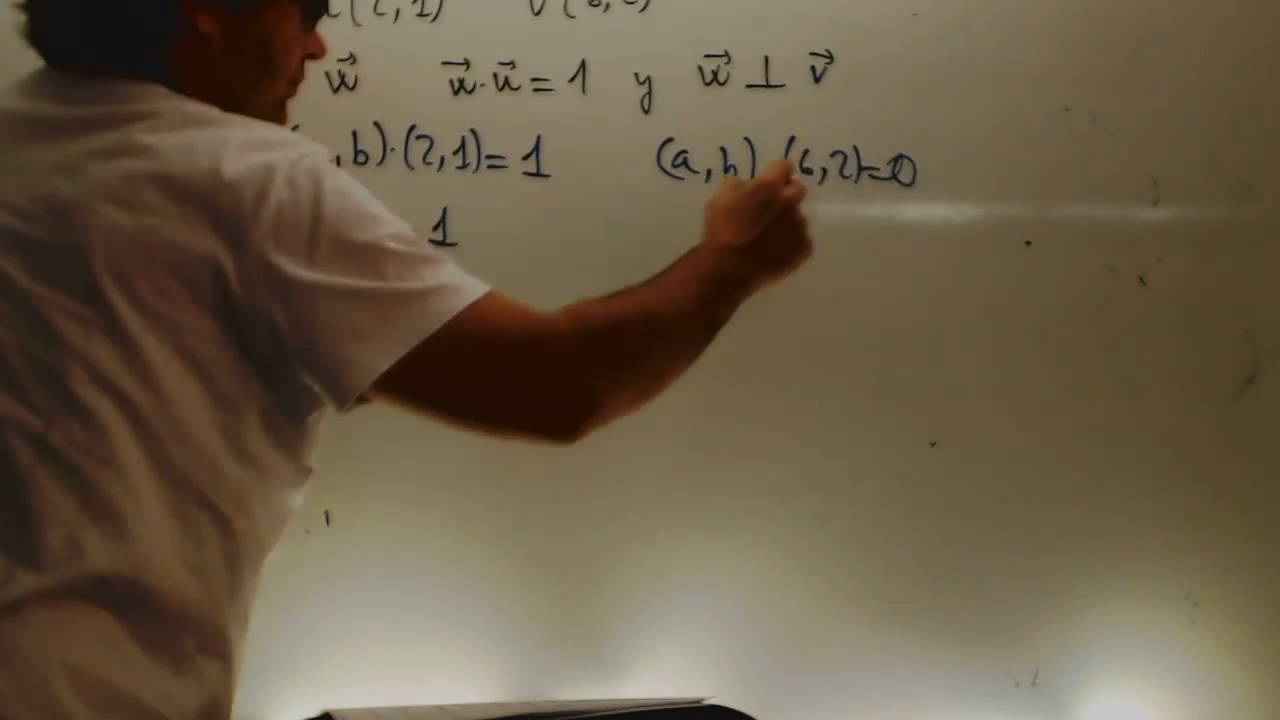 (2,1) v(6,2)
w⃗ w⃗·u⃗=1 y w⃗⊥v⃗
,b)·(2,1)=1 (a,b)·(6,2)=0
1